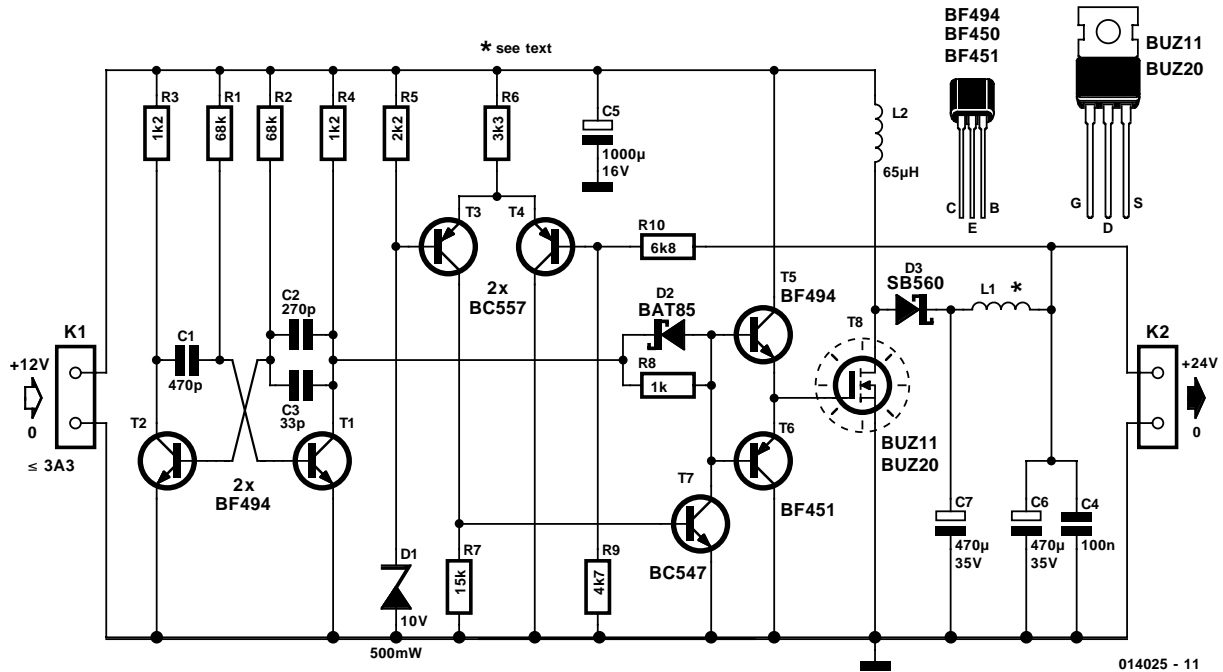 * see text
BF494
BF450
BF451
BUZ11
BUZ20
C
E
B
G
D
S
R3
1k2
R1
68k
R2
68k
R4
1k2
R5
2k2
R6
3k3
C5
1000µ
16V
L2
65µH
T3
T4
2x
BC557
R10
6k8
T5
BF494
D3
SB560
L1
*
K1
+12V
0
≤ 3A3
C1
470p
C2
270p
C3
33p
D2
BAT85
R8
1k
T8
BUZ11
BUZ20
K2
+24V
0
T2
T1
2x
BF494
T6
BF451
T7
BC547
D1
10V
500mW
R7
15k
R9
4k7
C7
470µ
35V
C6
470µ
35V
C4
100n
014025 - 11